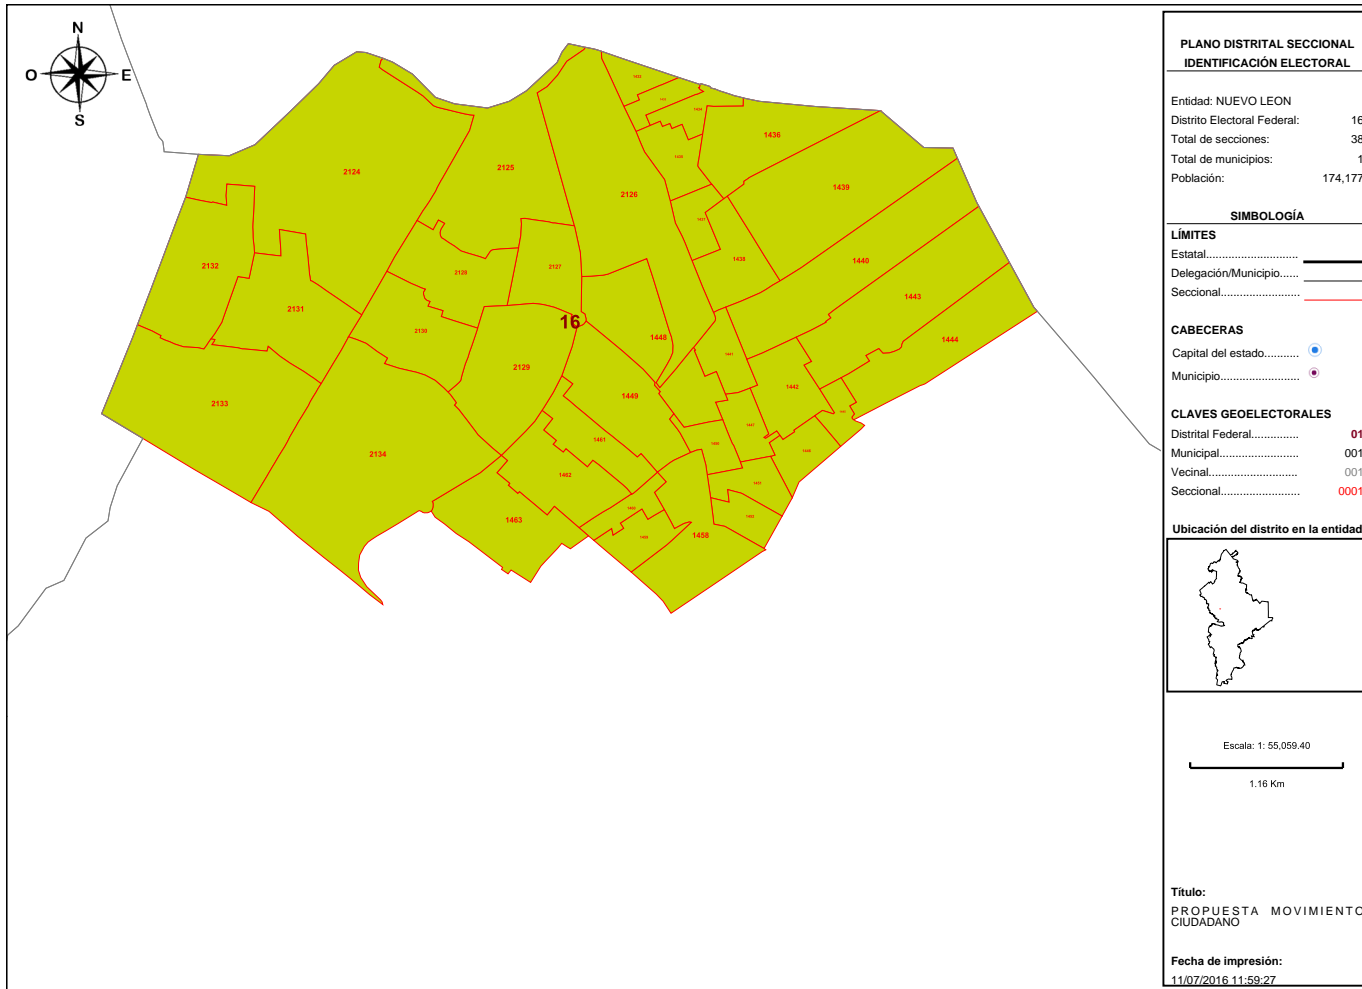 N
O
E
S
2124
2125
2126
1436
1439
2132
2131
2128
2127
1438
1440
1443
1444
2130
16
1448
2129
2133
1449
1442
2134
1461
1462
1463
1458
PLANO DISTRITAL SECCIONAL
IDENTIFICACIÓN ELECTORAL
Entidad: NUEVO LEON
Distrito Electoral Federal: 16
Total de secciones: 38
Total de municipios: 1
Población: 174,177
SIMBOLOGÍA
LÍMITES
Estatal............................
Delegación/Municipio......
Seccional.........................
CABECERAS
Capital del estado...........
Municipio.........................
CLAVES GEOELECTORALES
Distrital Federal............... 01
Municipal......................... 001
Vecinal........................... 001
Seccional......................... 0001
Ubicación del distrito en la entidad
Escala: 1: 55,059.40
1.16 Km
Título:
PROPUESTA MOVIMIENTO
CIUDADANO
Fecha de impresión:
11/07/2016 11:59:27